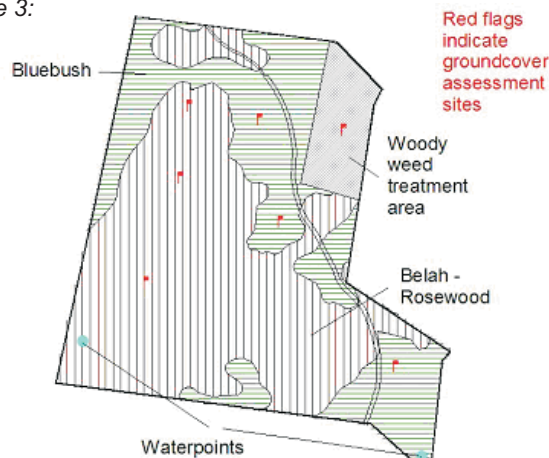 e 3:
Red flags
indicate
groundcover
assessment
sites
Bluebush
Woody
weed
treatment
area
Belah -
Rosewood
Waterpoints